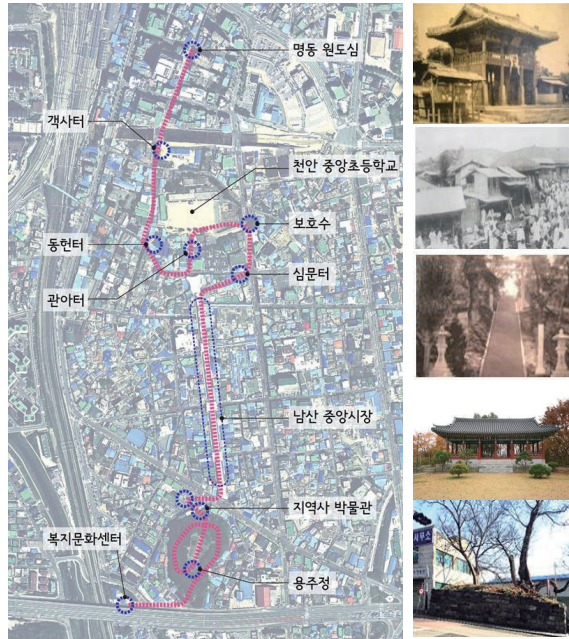 명동 원도심
객사터
천안 중앙초등학교
보호수
동헌터
심문터
관아터
남산 중앙시장
지역사 박물관
복지문화센터
용주정